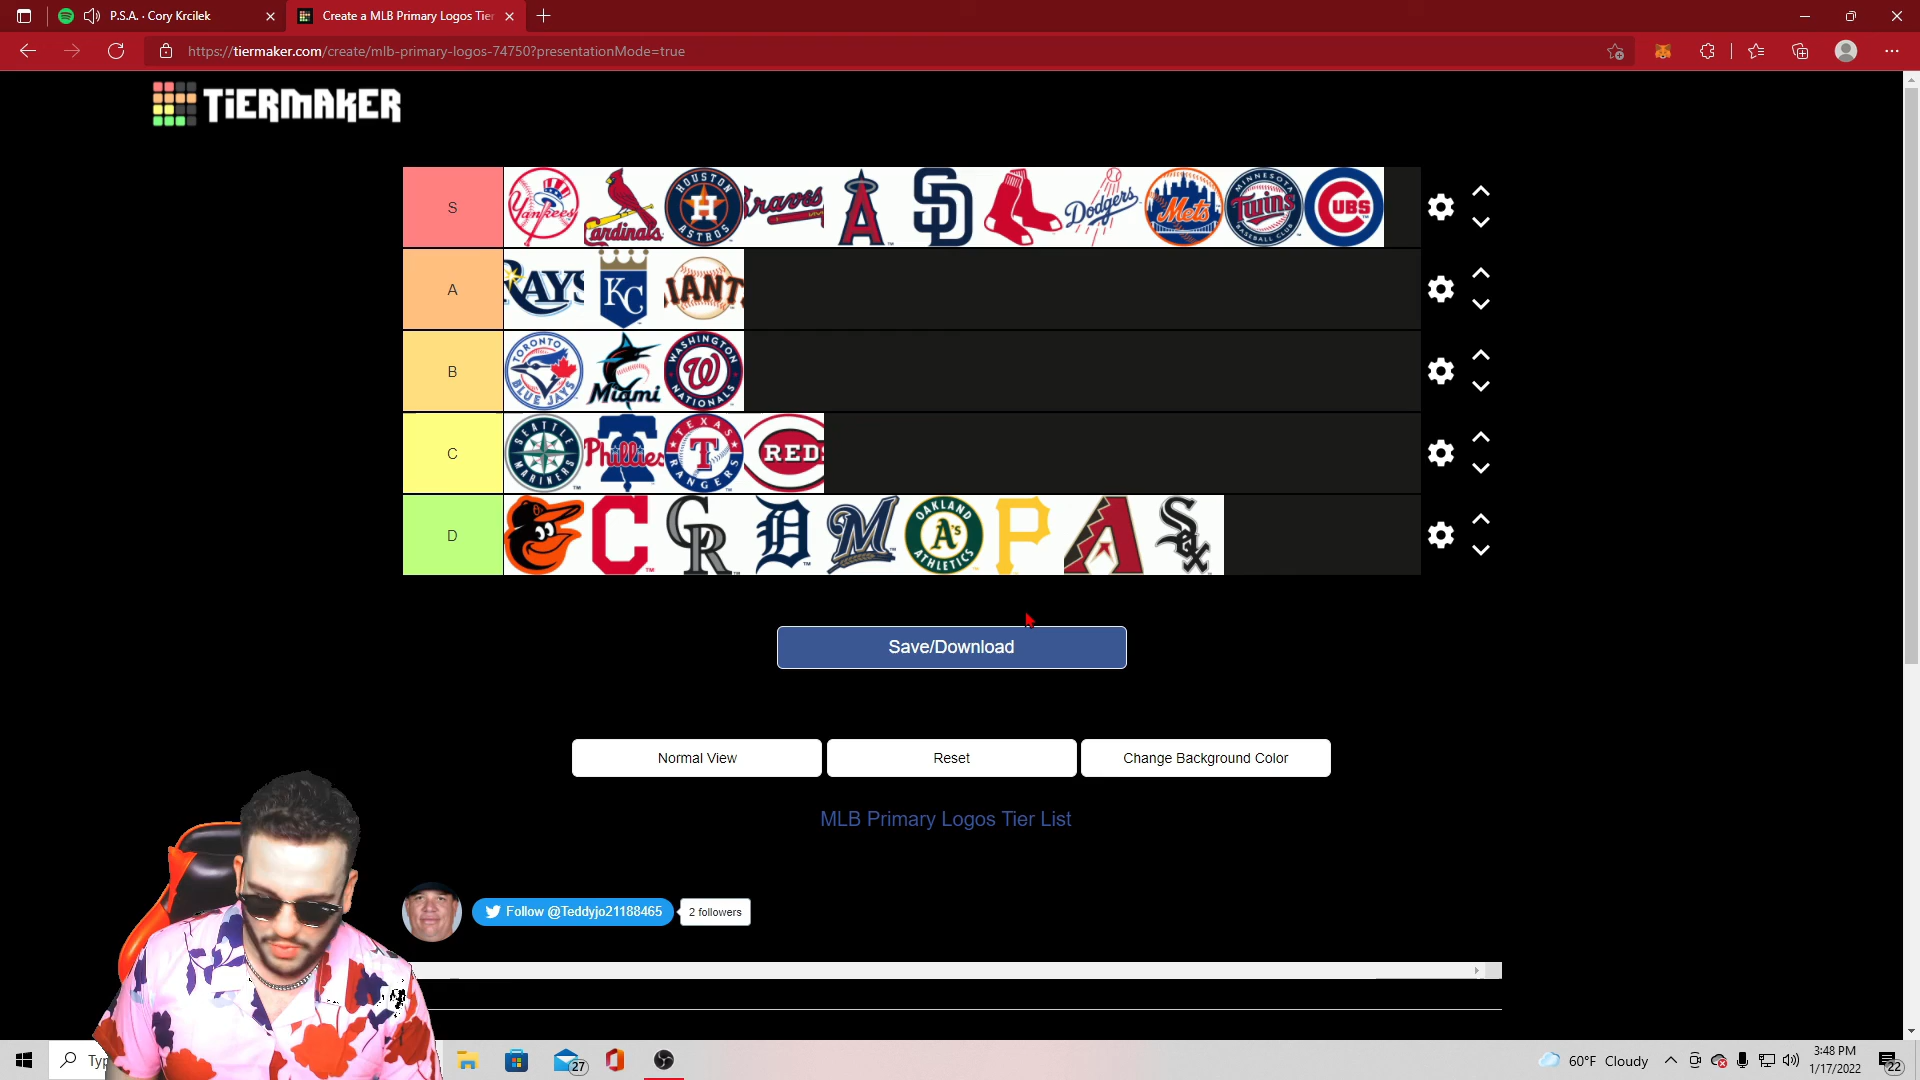 P.S.A. · Cory Krcilek
Create a MLB Primary Logos Tier
https://tiermaker.com/create/mlb-primary-logos-74750?presentationMode=true
TiERMAKER
S
Yankees
Cardinals
HOUSTON
H
ASTROS
Braves
A
SD
Dodgers
Mets
MINNESOTA
Twins
BASEBALL CLUB
CUBS
A
RAYS
KC
GIANTS
B
TORONTO
BLUE JAYS
Miami
WASHINGTON
W
NATIONALS
C
SEATTLE
MARINERS
Phillies
TEXAS
T
RANGERS
REDS
D
C
CR
D
M
OAKLAND
A's
ATHLETICS
P
A
Sox
Save/Download
Normal View
Reset
Change Background Color
MLB Primary Logos Tier List
Follow @Teddyjo21188465
2 followers
Typ
27
60°F Cloudy
3:48 PM
1/17/2022
22